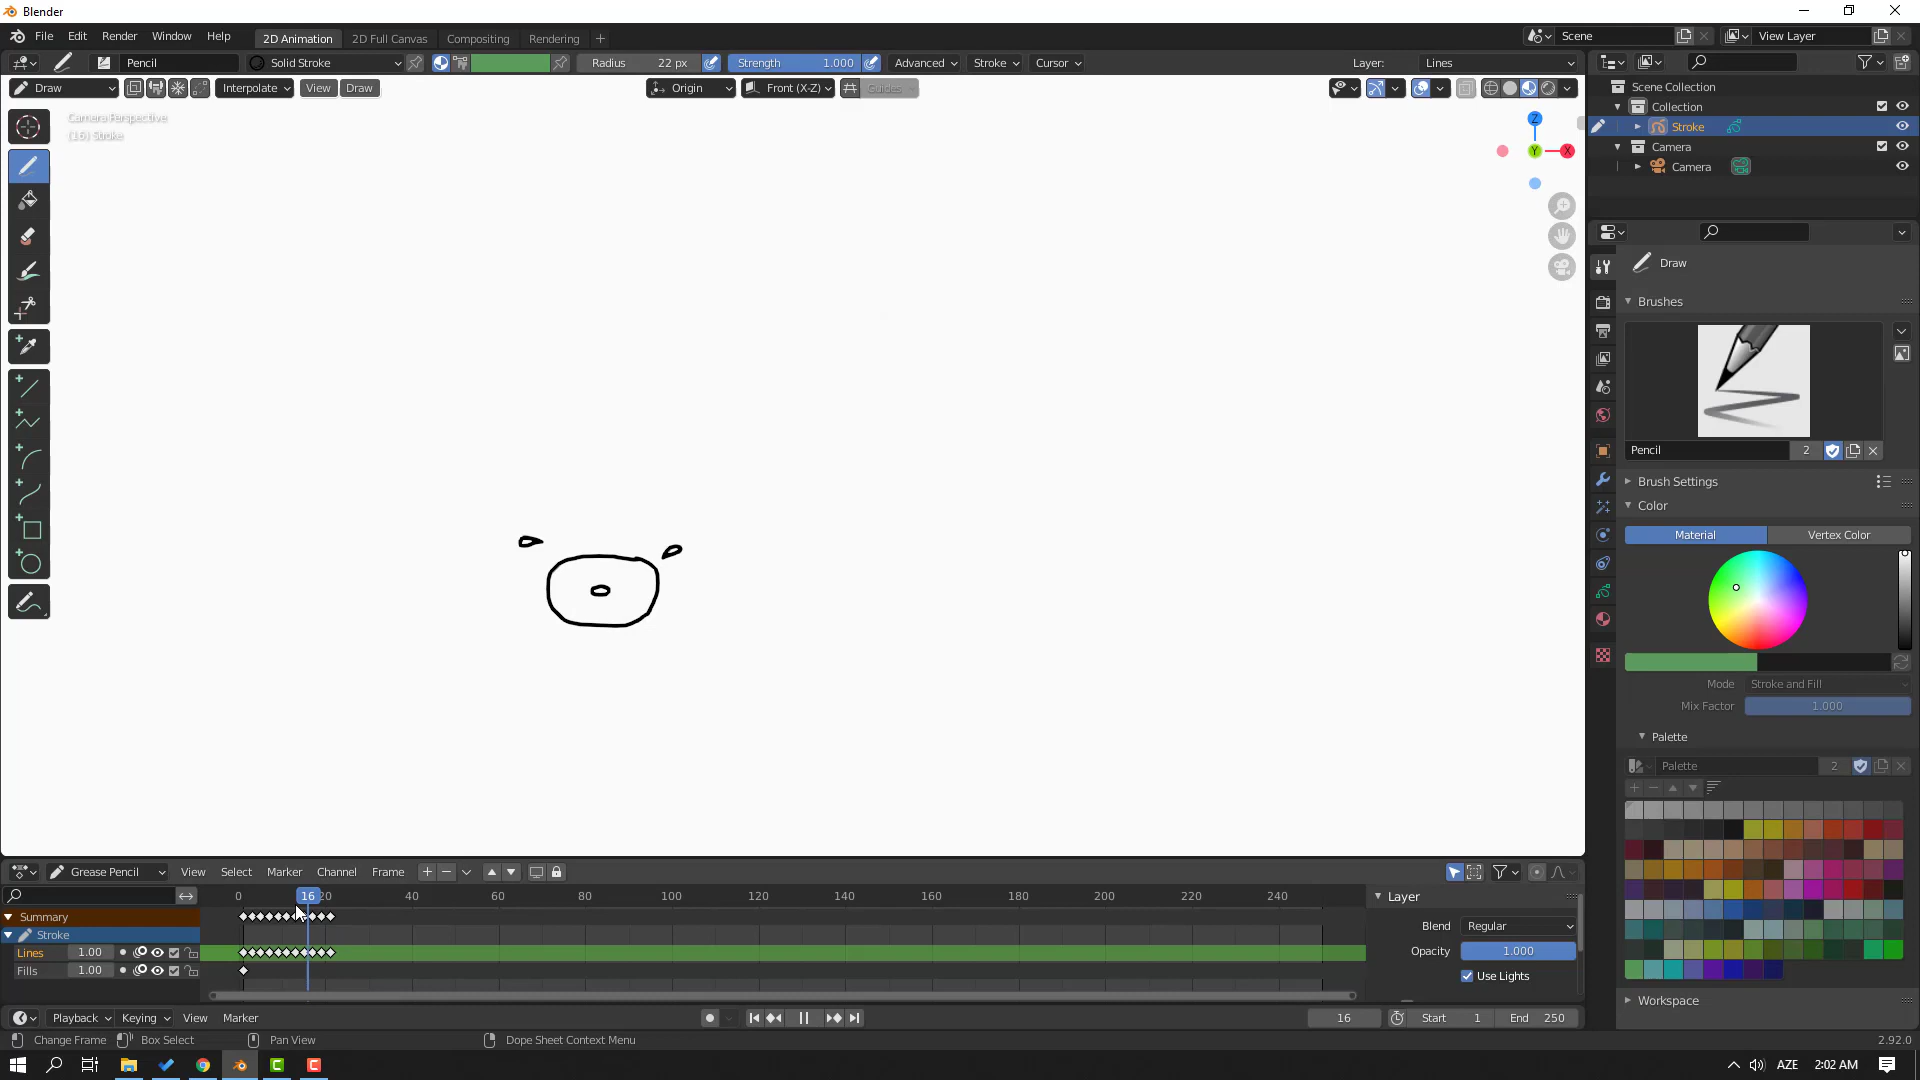 Blender
File Edit Render Window Help 2D Animation 2D Full Canvas Compositing Rendering + Scene View Layer
Pencil Solid Stroke Radius 22 px Strength 1.000 Advanced Stroke Cursor Layer: Lines
Draw Interpolate View Draw Origin Front (X-Z) Guides
Camera Perspective
(16) Stroke
Z
Y X
Scene Collection
Collection
Stroke
Camera
Camera
Draw
Brushes
Pencil 2
Brush Settings
Color
Material Vertex Color
Mode Stroke and Fill
Mix Factor 1.000
Palette
Palette 2
Workspace
Grease Pencil View Select Marker Channel Frame
0 16 20 40 60 80 100 120 140 160 180 200 220 240
Summary
Stroke
Lines 1.00
Fills 1.00
Layer
Blend Regular
Opacity 1.000
Use Lights
Playback Keying View Marker 16 Start 1 End 250
Change Frame Box Select Pan View Dope Sheet Context Menu 2.92.0
AZE 2:02 AM